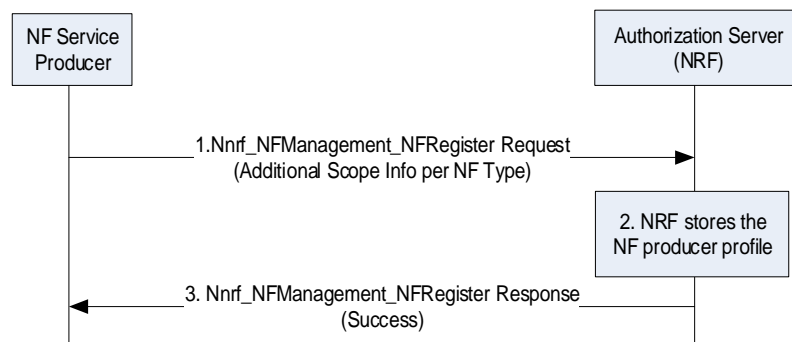 NF Service
Producer
Authorization Server
(NRF)
1.Nnrf_NFManagement_NFRegister Request
(Additional Scope Info per NF Type)
2. NRF stores the
NF producer profile
3. Nnrf_NFManagement_NFRegister Response
(Success)